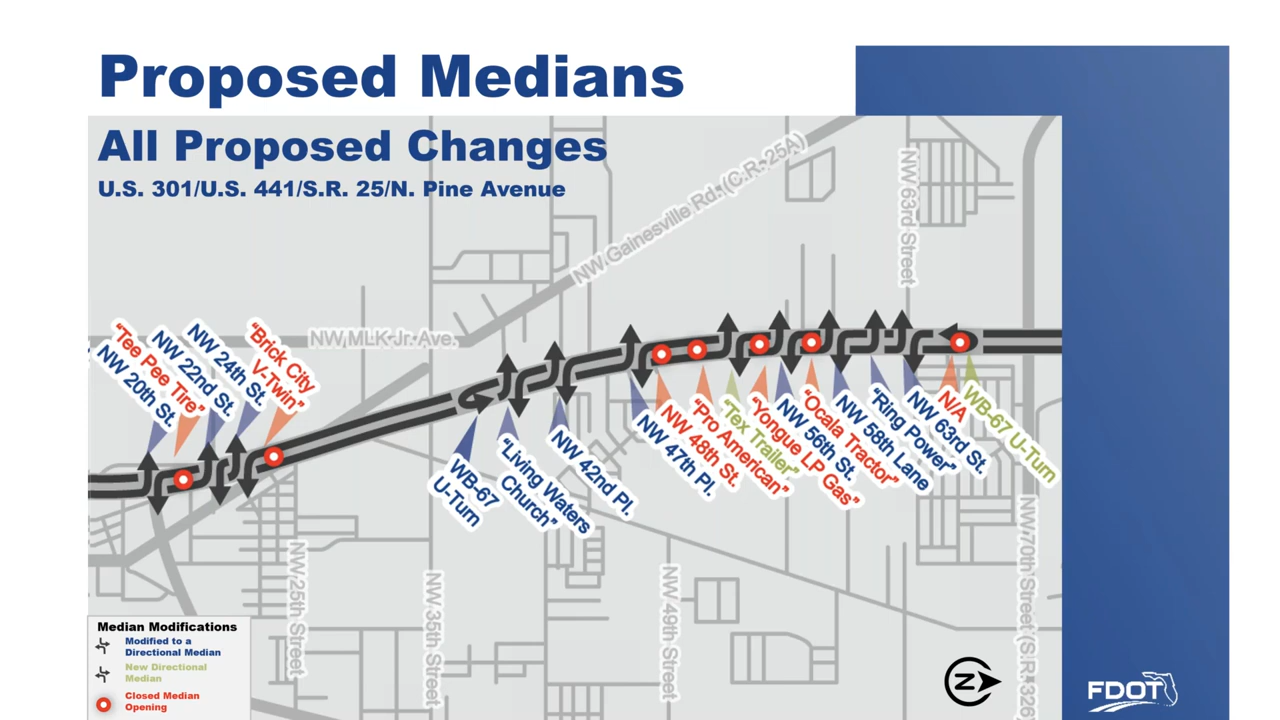 Proposed Medians
All Proposed Changes
U.S. 301/U.S. 441/S.R. 25/N. Pine Avenue
NW Gainesville Rd. (C.R. 25A)
NW 63rd Street
NW MLK Jr. Ave.
NW 20th St.
"Tee Pee Tire"
NW 22nd St.
NW 24th St.
"Brick City
V-Twin"
WB-67
U-Turn
"Living Waters
Church"
NW 42nd Pl.
NW 47th Pl.
NW 48th St.
"Pro American"
"Tex Trailer"
"Yongue LP Gas"
NW 56th St.
"Ocala Tractor"
NW 58th Lane
"Ring Power"
NW 63rd St.
N/A
WB-67 U-Turn
NW 25th Street
NW 35th Street
NW 49th Street
NW 70th Street (S.R. 326)
Median Modifications
Modified to a
Directional Median
New Directional
Median
Closed Median
Opening
Z
FDOT